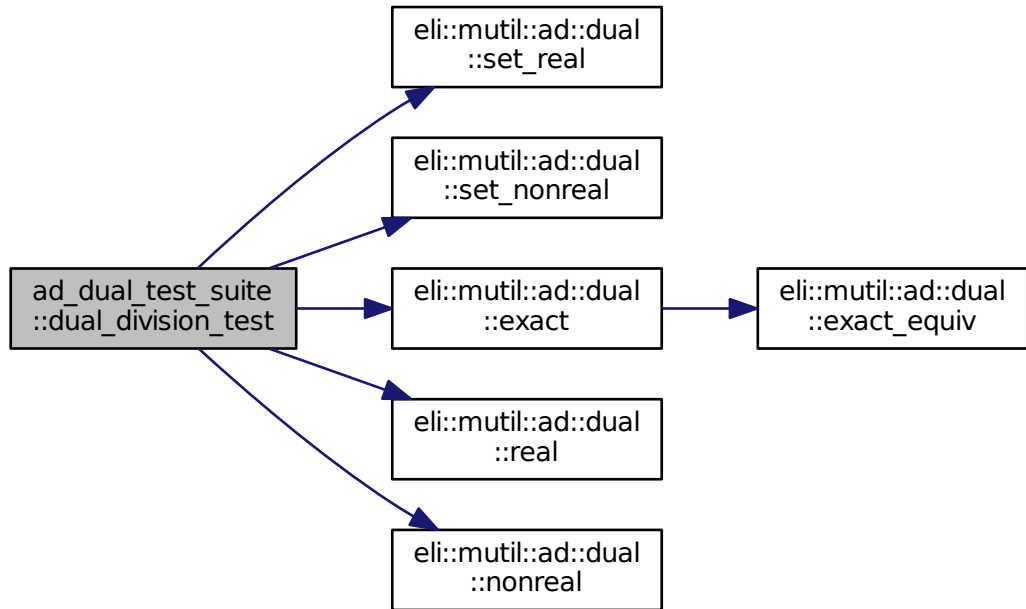 eli::mutil::ad::dual
::set_real
eli::mutil::ad::dual
::set_nonreal
ad_dual_test_suite
::dual_division_test
eli::mutil::ad::dual
::exact
eli::mutil::ad::dual
::exact_equiv
eli::mutil::ad::dual
::real
eli::mutil::ad::dual
::nonreal